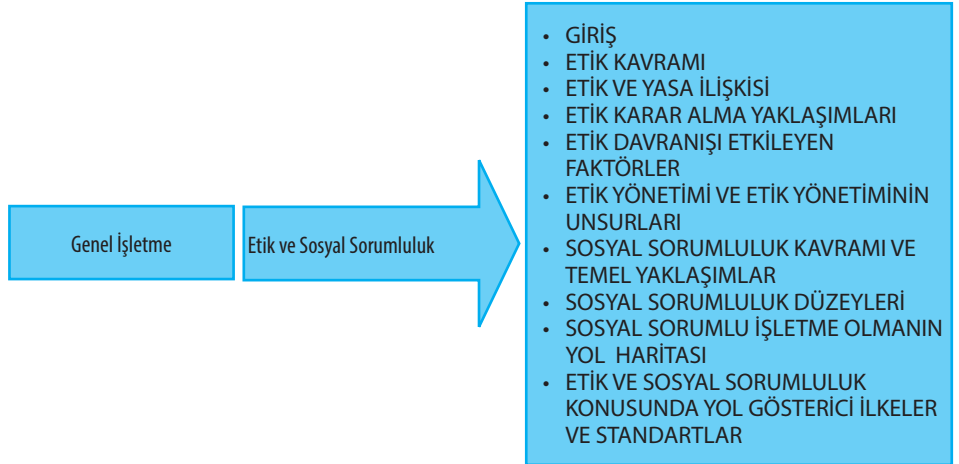 Genel İşletme
Etik ve Sosyal Sorumluluk
• GİRİŞ
• ETİK KAVRAMI
• ETİK VE YASA İLİŞKİSİ
• ETİK KARAR ALMA YAKLAŞIMLARI
• ETİK DAVRANIŞI ETKİLEYEN
FAKTÖRLER
• ETİK YÖNETİMİ VE ETİK YÖNETİMİNİN
UNSURLARI
• SOSYAL SORUMLULUK KAVRAMI VE
TEMEL YAKLAŞIMLAR
• SOSYAL SORUMLULUK DÜZEYLERİ
• SOSYAL SORUMLU İŞLETME OLMANIN
YOL HARİTASI
• ETİK VE SOSYAL SORUMLULUK
KONUSUNDA YOL GÖSTERİCİ İLKELER
VE STANDARTLAR